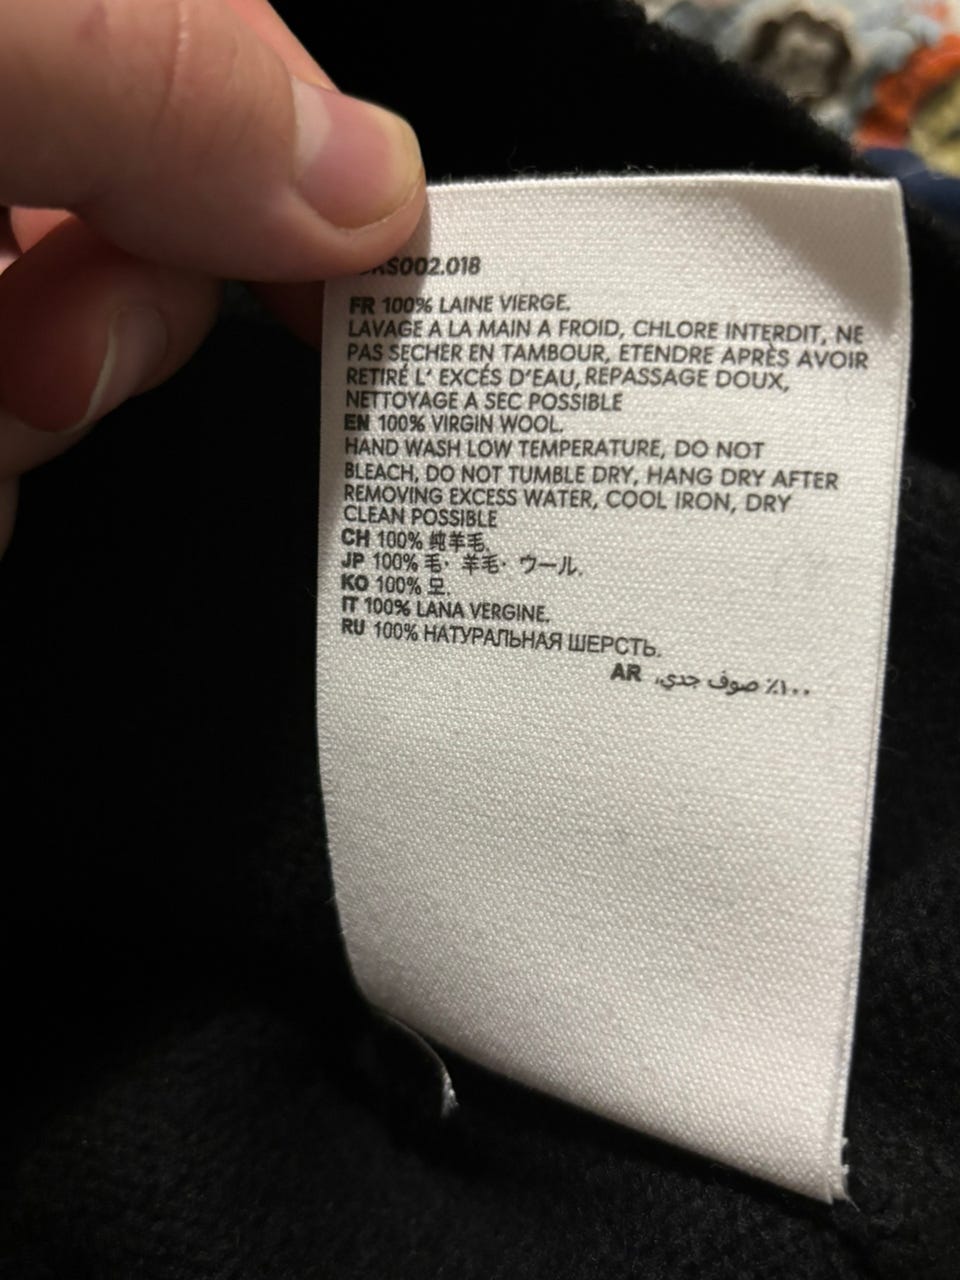 FR 100% LAINE VIERGE.
LAVAGE A LA MAIN A FROID, CHLORE INTERDIT, NE
PAS SECHER EN TAMBOUR, ETENDRE APRÈS AVOIR
RETIRÉ L' EXCÉS D'EAU, REPASSAGE DOUX,
NETTOYAGE A SEC POSSIBLE
EN 100% VIRGIN WOOL.
HAND WASH LOW TEMPERATURE, DO NOT
BLEACH, DO NOT TUMBLE DRY, HANG DRY AFTER
REMOVING EXCESS WATER, COOL IRON, DRY
CLEAN POSSIBLE
CH 100% 纯羊毛.
JP 100% 毛· 羊毛· ウール.
KO 100% 모.
IT 100% LANA VERGINE.
RU 100% НАТУРАЛЬНАЯ ШЕРСТЬ.
AR ١٠٠٪ صوف جدي.